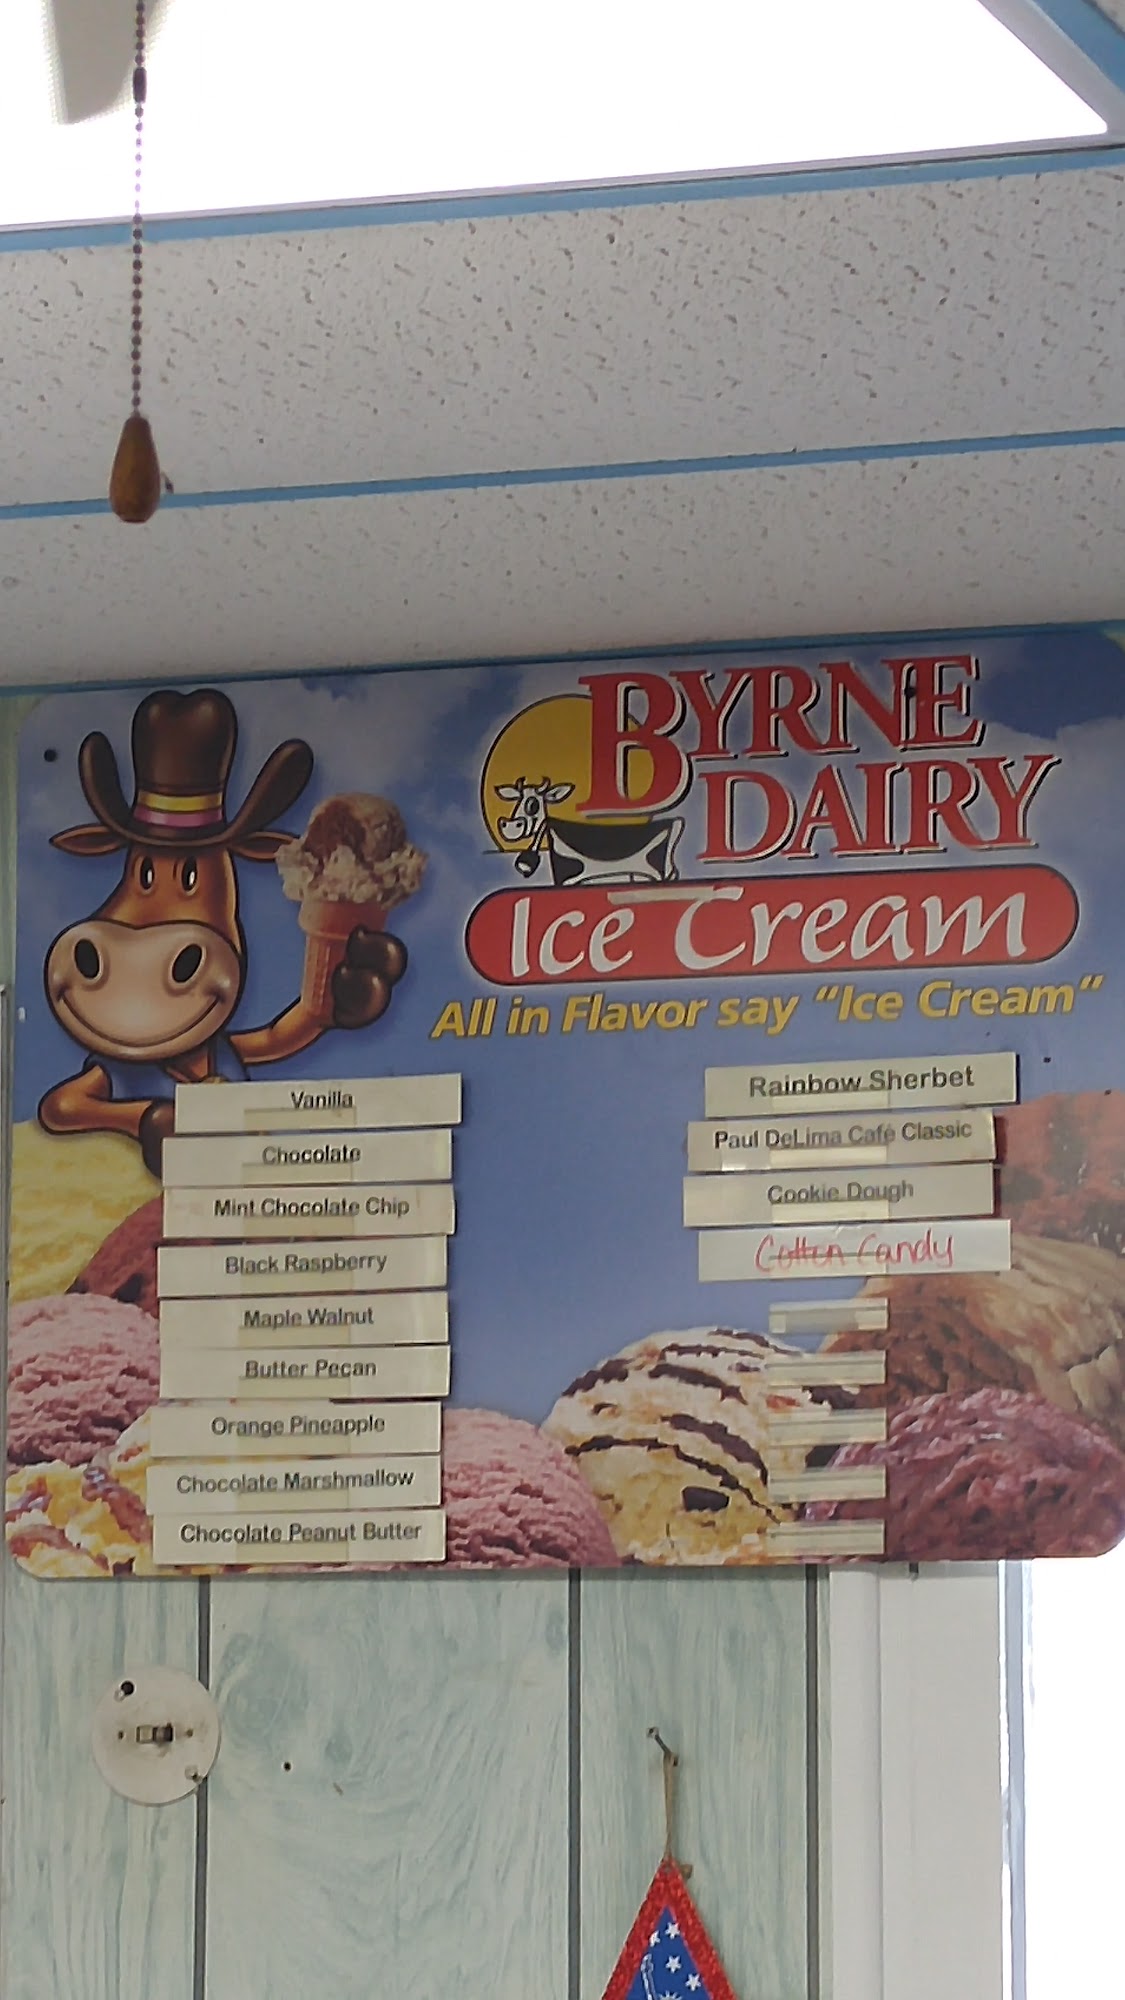 BYRNE
DAIRY
Ice Cream
All in Flavor say "Ice Cream"
Vanilla
Chocolate
Mint Chocolate Chip
Black Raspberry
Maple Walnut
Butter Pecan
Orange Pineapple
Chocolate Marshmallow
Chocolate Peanut Butter
Rainbow Sherbet
Paul DeLima Café Classic
Cookie Dough
Cotton Candy